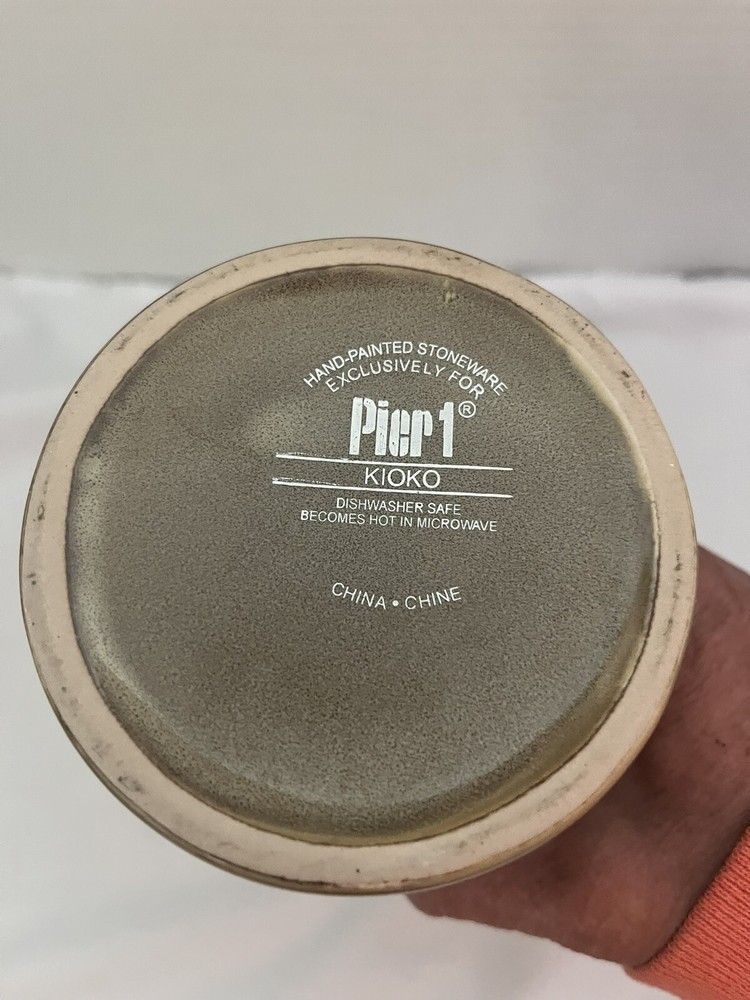 HAND-PAINTED STONEWARE
EXCLUSIVELY FOR
Pier 1®
KIOKO
DISHWASHER SAFE
BECOMES HOT IN MICROWAVE
CHINA • CHINE